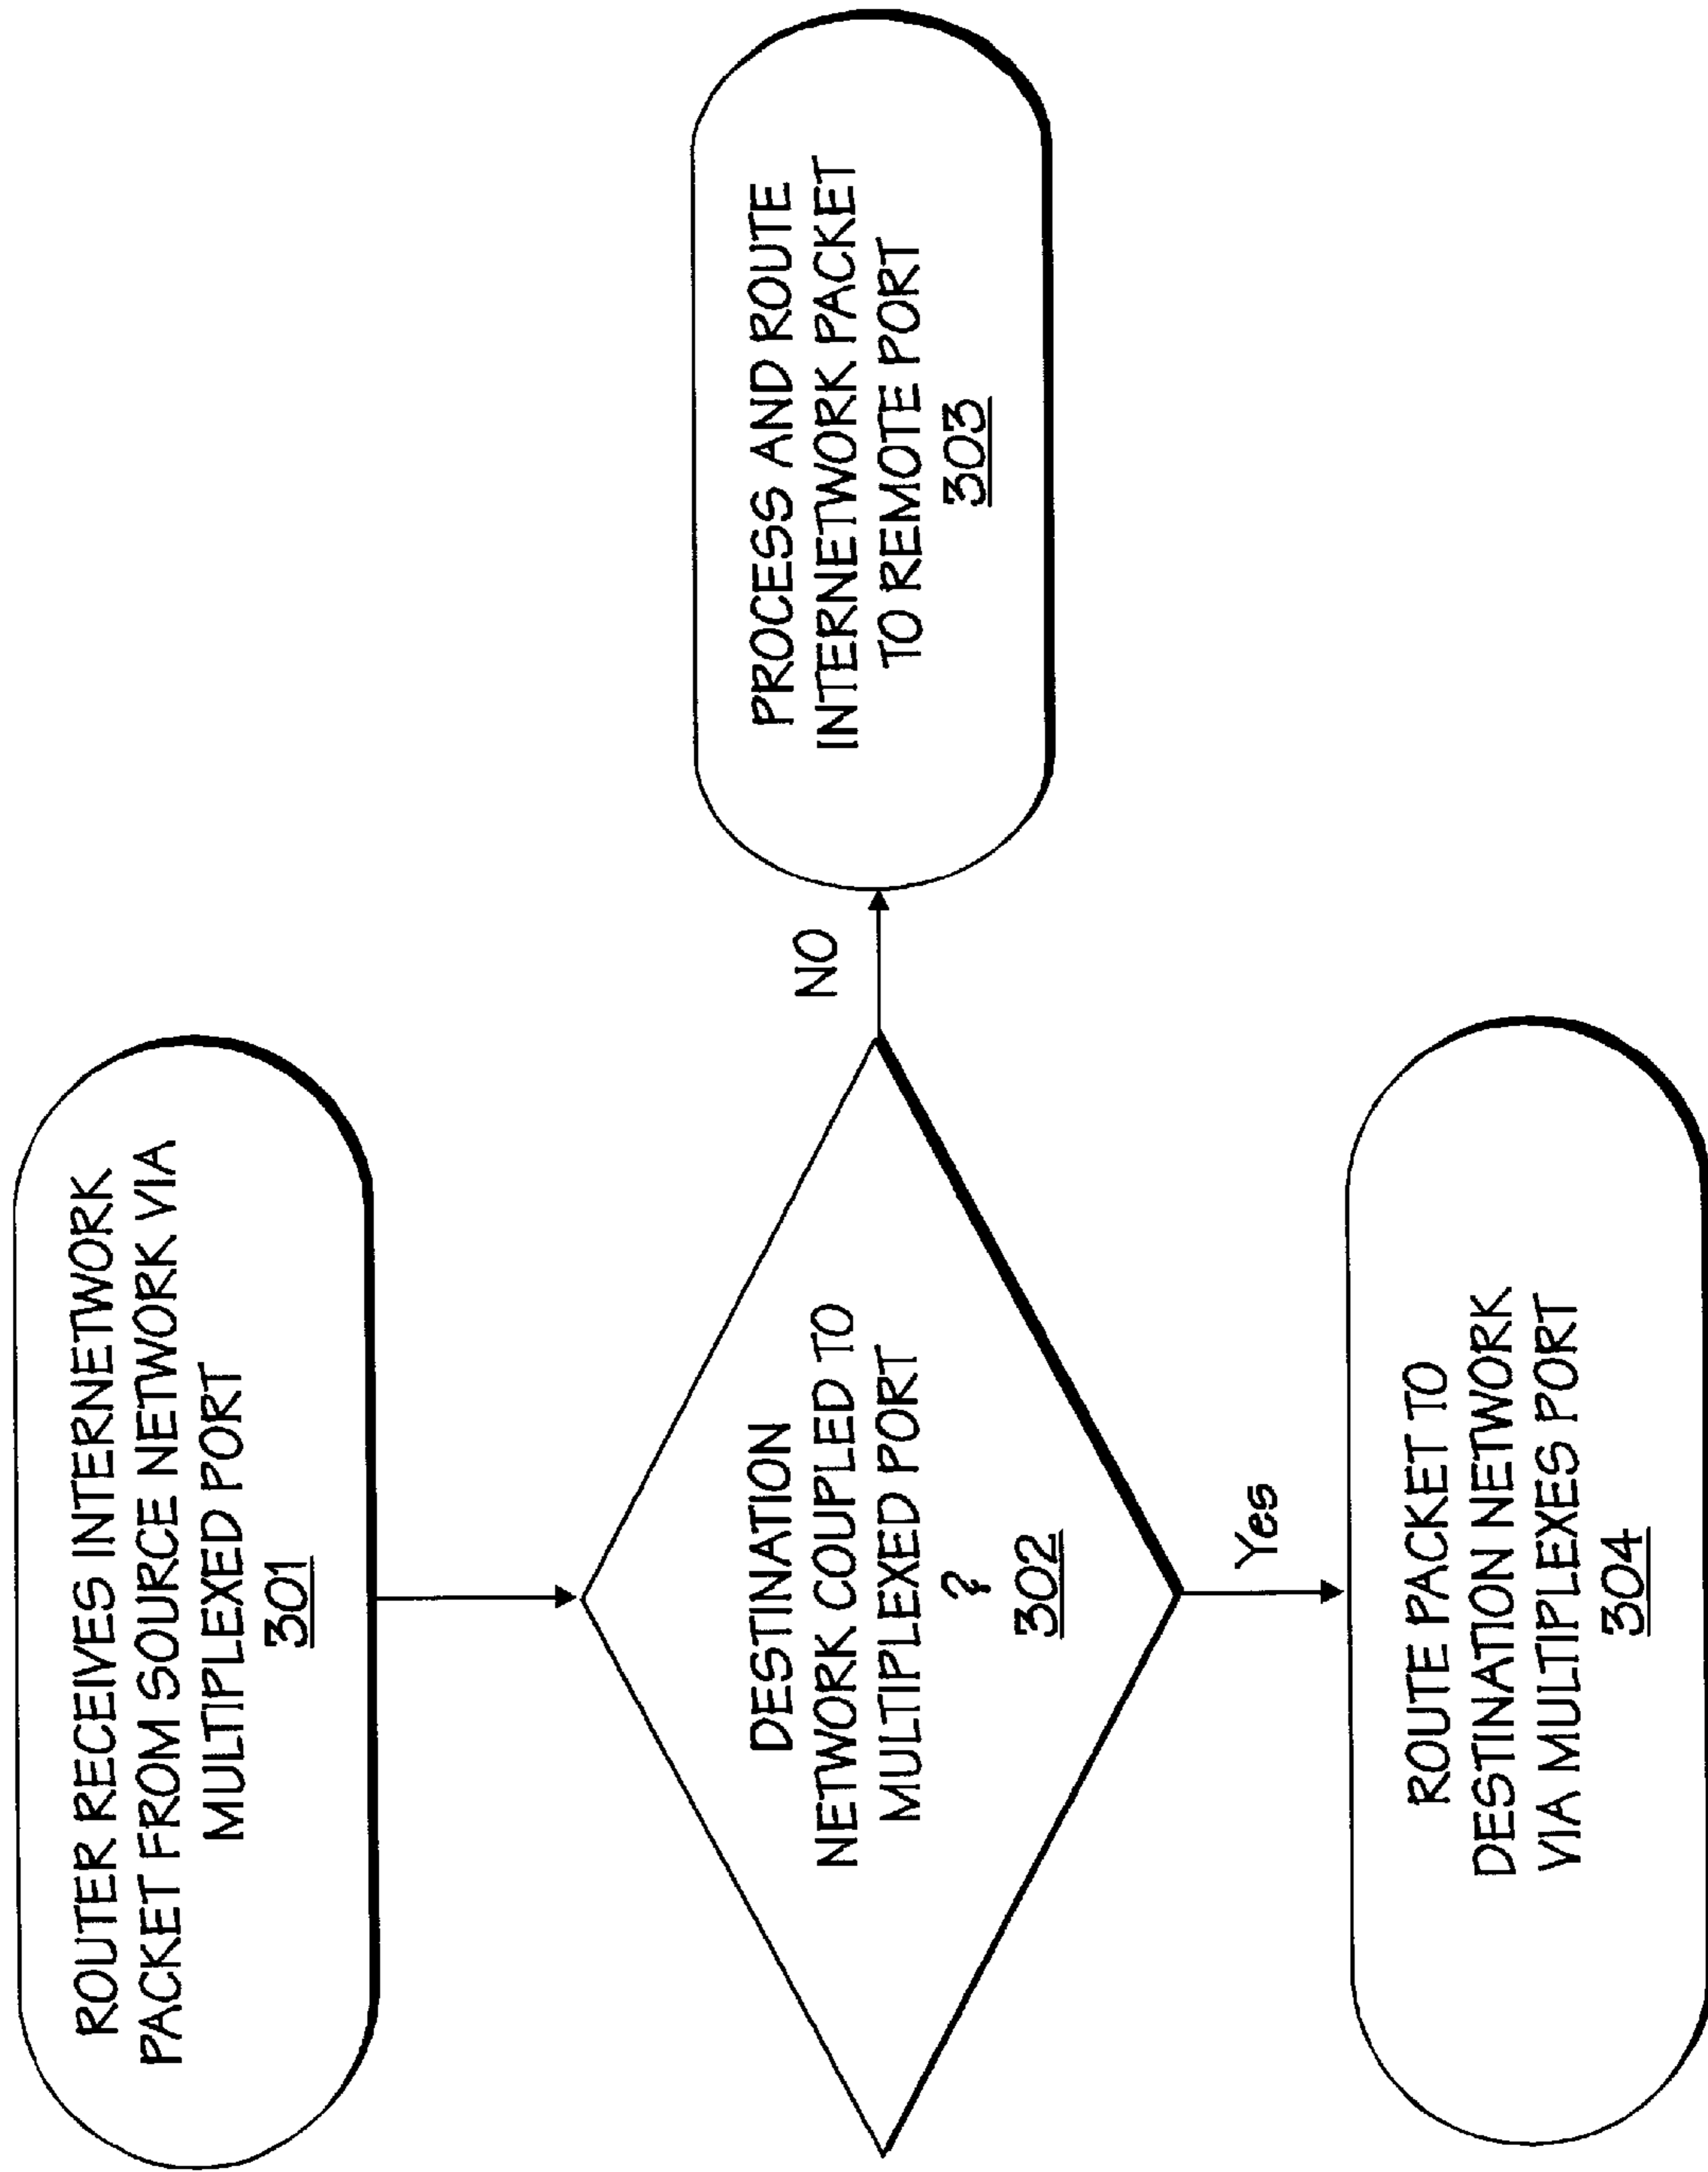 ROUTER RECEIVES INTERNETWORK
PACKET FROM SOURCE NETWORK VIA
MULTIPLEXED PORT
301
DESTINATION
NETWORK COUPLED TO
MULTIPLEXED PORT
?
302
NO
PROCESS AND ROUTE
INTERNETWORK PACKET
TO REMOTE PORT
303
Yes
ROUTE PACKET TO
DESTINATION NETWORK
VIA MULTIPLEXES PORT
304